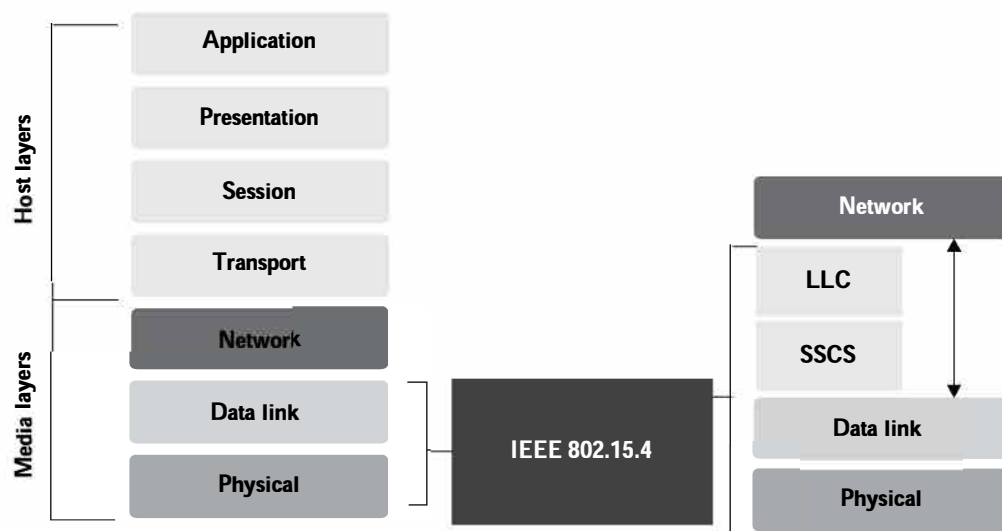 Host layers
Application
Presentation
Session
Transport
Media layers
Network
Data link
Physical
IEEE 802.15.4
Network
LLC
SSCS
Data link
Physical